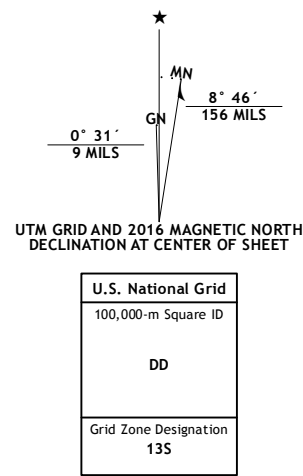 MN
GN
8° 46´
156 MILS
0° 31´
9 MILS
UTM GRID AND 2016 MAGNETIC NORTH
DECLINATION AT CENTER OF SHEET
U.S. National Grid
100,000-m Square ID
DD
Grid Zone Designation
13S